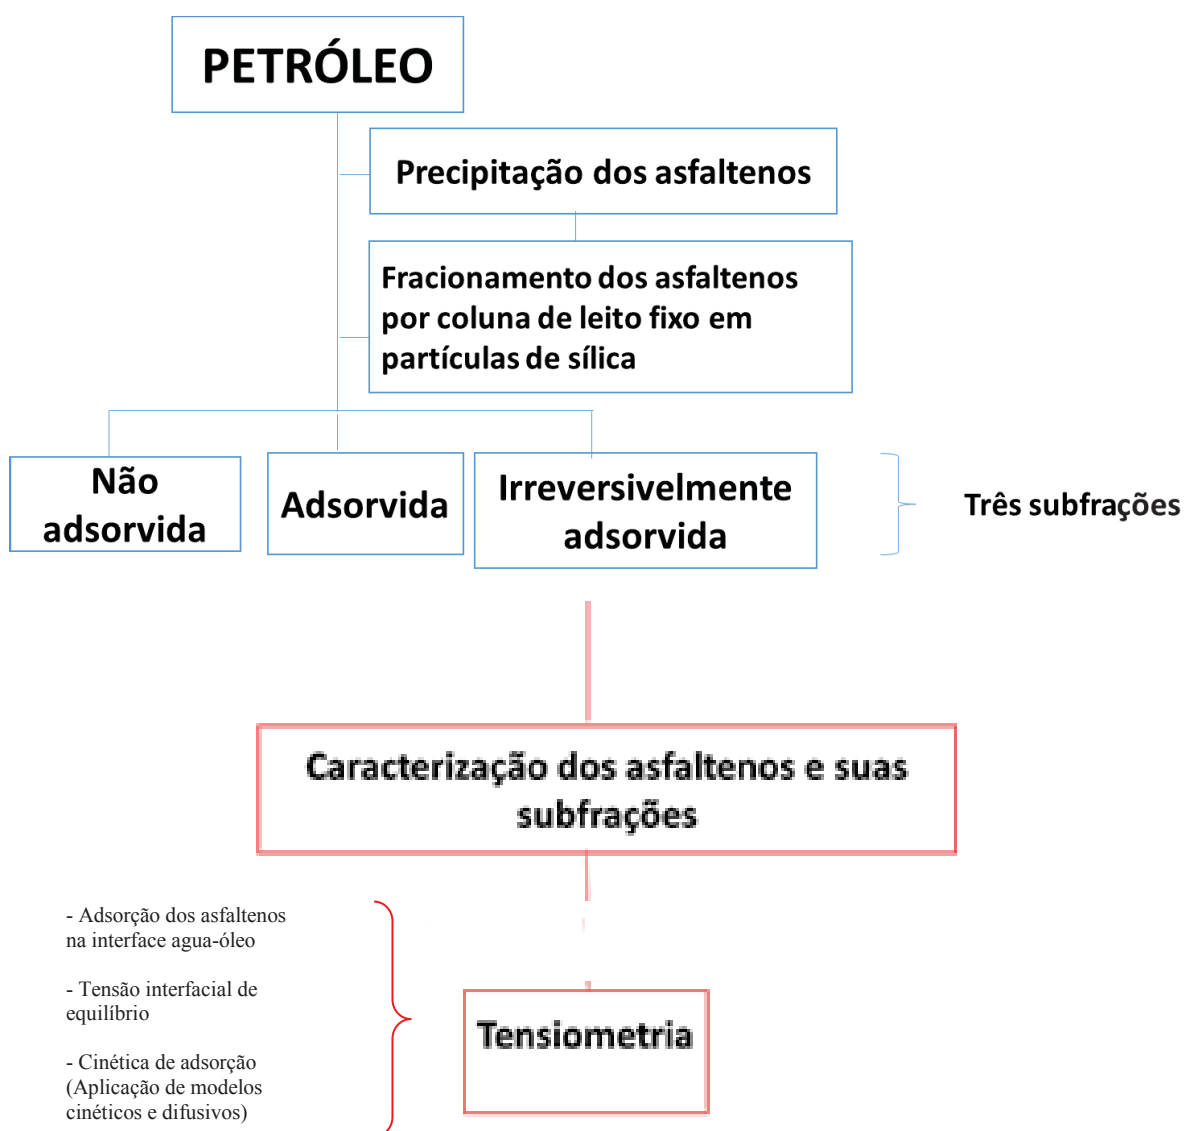 PETRÓLEO
Precipitação dos asfaltenos
Fracionamento dos asfaltenos
por coluna de leito fixo em
partículas de sílica
Não
adsorvida
Adsorvida
Irreversivelmente
adsorvida
Três subfrações
Caracterização dos asfaltenos e suas
subfrações
- Adsorção dos asfaltenos
na interface agua-óleo
- Tensão interfacial de
equilíbrio
- Cinética de adsorção
(Aplicação de modelos
cinéticos e difusivos)
Tensiometria